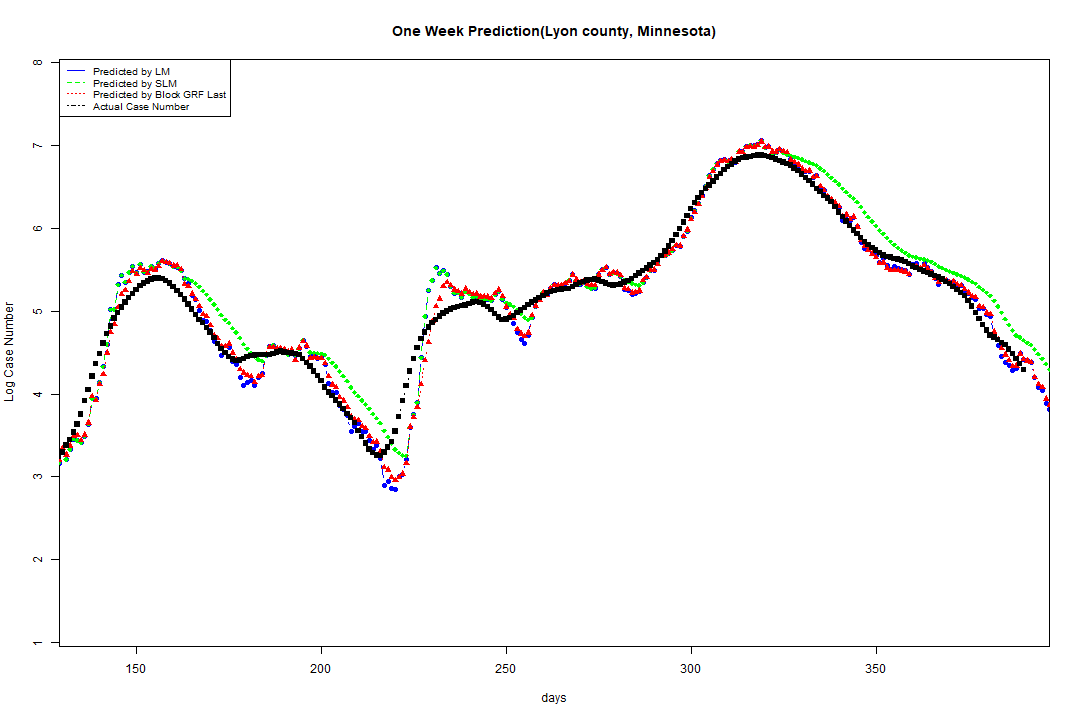 One Week Prediction(Lyon county, Minnesota)
Predicted by LM
Predicted by SLM
Predicted by Block GRF Last
Actual Case Number
Log Case Number
8
7
6
5
4
3
2
1
150 200 250 300 350
days